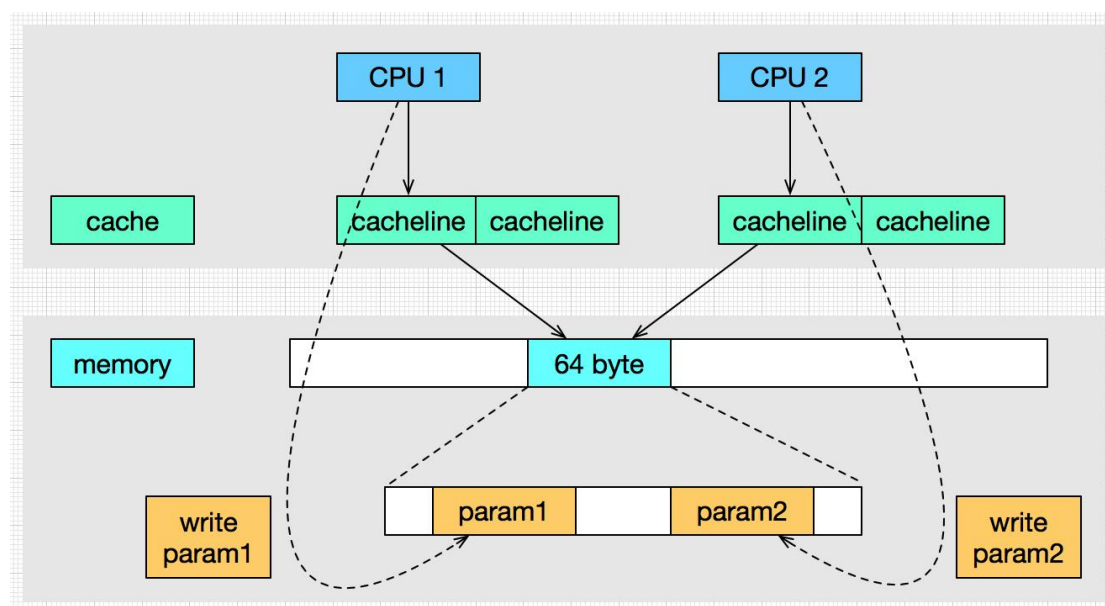 CPU 1
CPU 2
cache
cacheline
cacheline
cacheline
cacheline
memory
64 byte
write
param1
param1
param2
write
param2